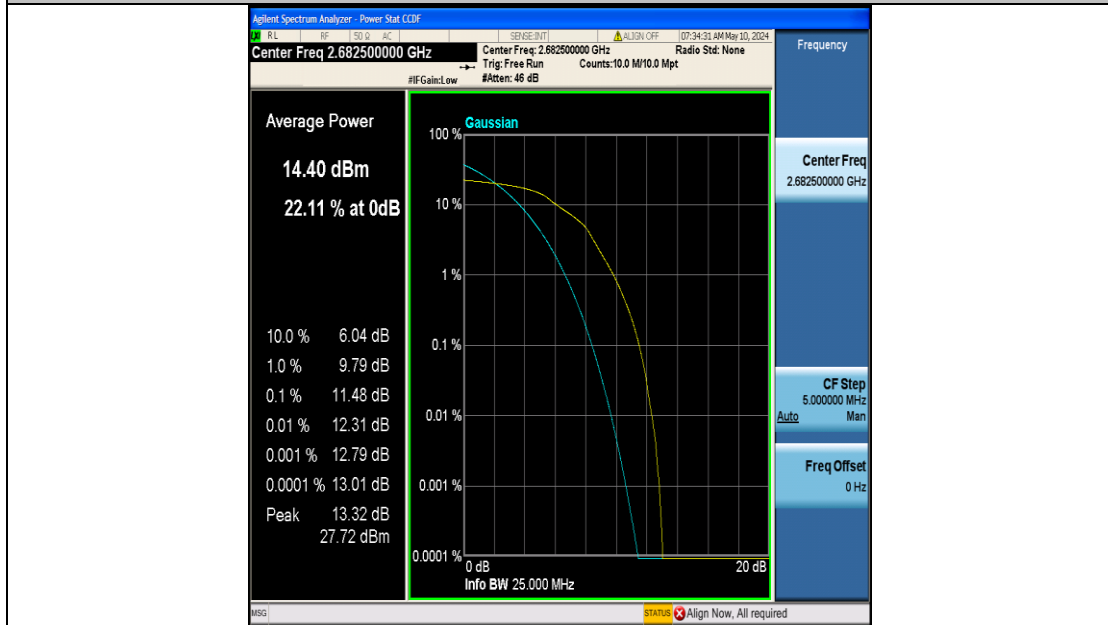 Agilent Spectrum Analyzer - Power Stat CCDF
RL RF 50 Ω AC SENSE:INT ALIGN OFF 07:34:31 AM May 10, 2024
Center Freq 2.682500000 GHz
Center Freq: 2.682500000 GHz Radio Std: None
Trig: Free Run Counts:10.0 M/10.0 Mpt
#IFGain:Low #Atten: 46 dB
Frequency
Average Power
14.40 dBm
22.11 % at 0dB
10.0 % 6.04 dB
1.0 % 9.79 dB
0.1 % 11.48 dB
0.01 % 12.31 dB
0.001 % 12.79 dB
0.0001 % 13.01 dB
Peak 13.32 dB
27.72 dBm
Gaussian
100 %
10 %
1 %
0.1 %
0.01 %
0.001 %
0.0001 %
0 dB 20 dB
Info BW 25.000 MHz
Center Freq
2.682500000 GHz
CF Step
5.000000 MHz
Auto Man
Freq Offset
0 Hz
MSG STATUS Align Now, All required